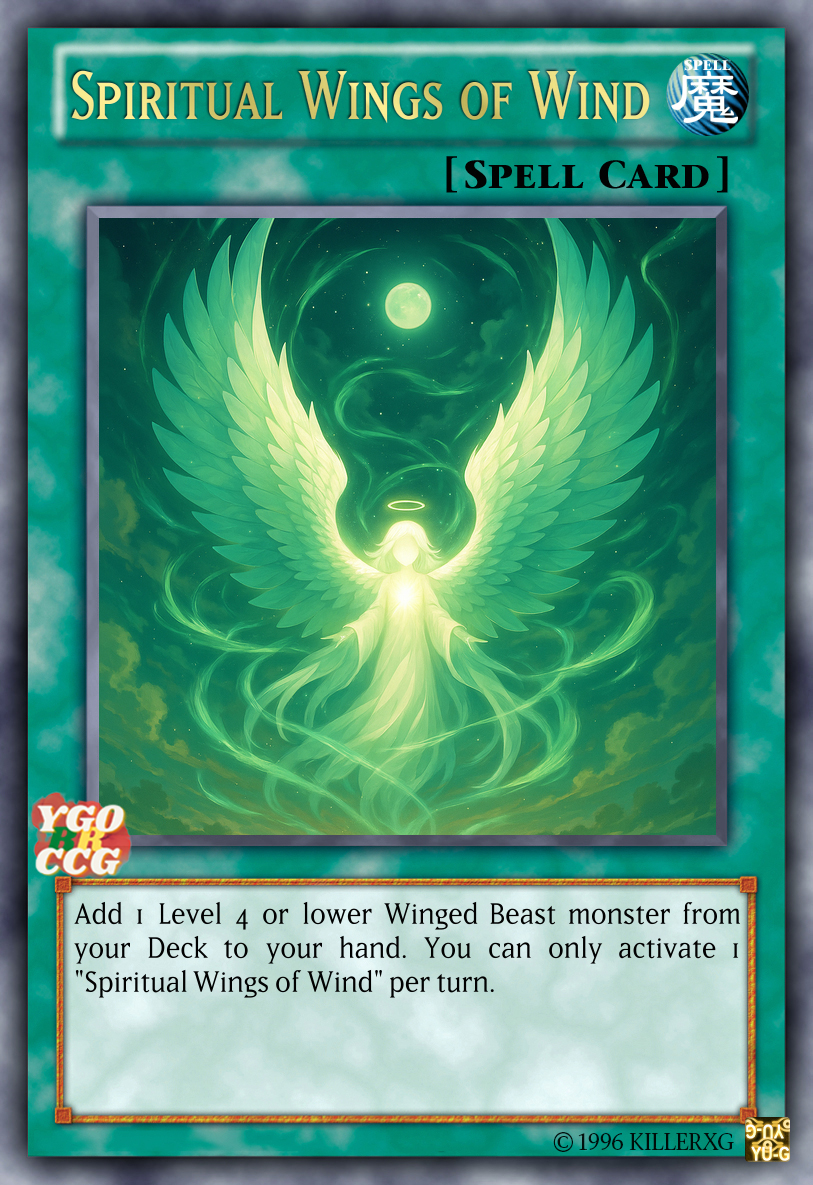 Spiritual Wings of Wind
SPELL
魔
[Spell Card]
YGO
RR
CCG
Add 1 Level 4 or lower Winged Beast monster from
your Deck to your hand. You can only activate 1
"Spiritual Wings of Wind" per turn.
© 1996 KILLERXG
YU-G